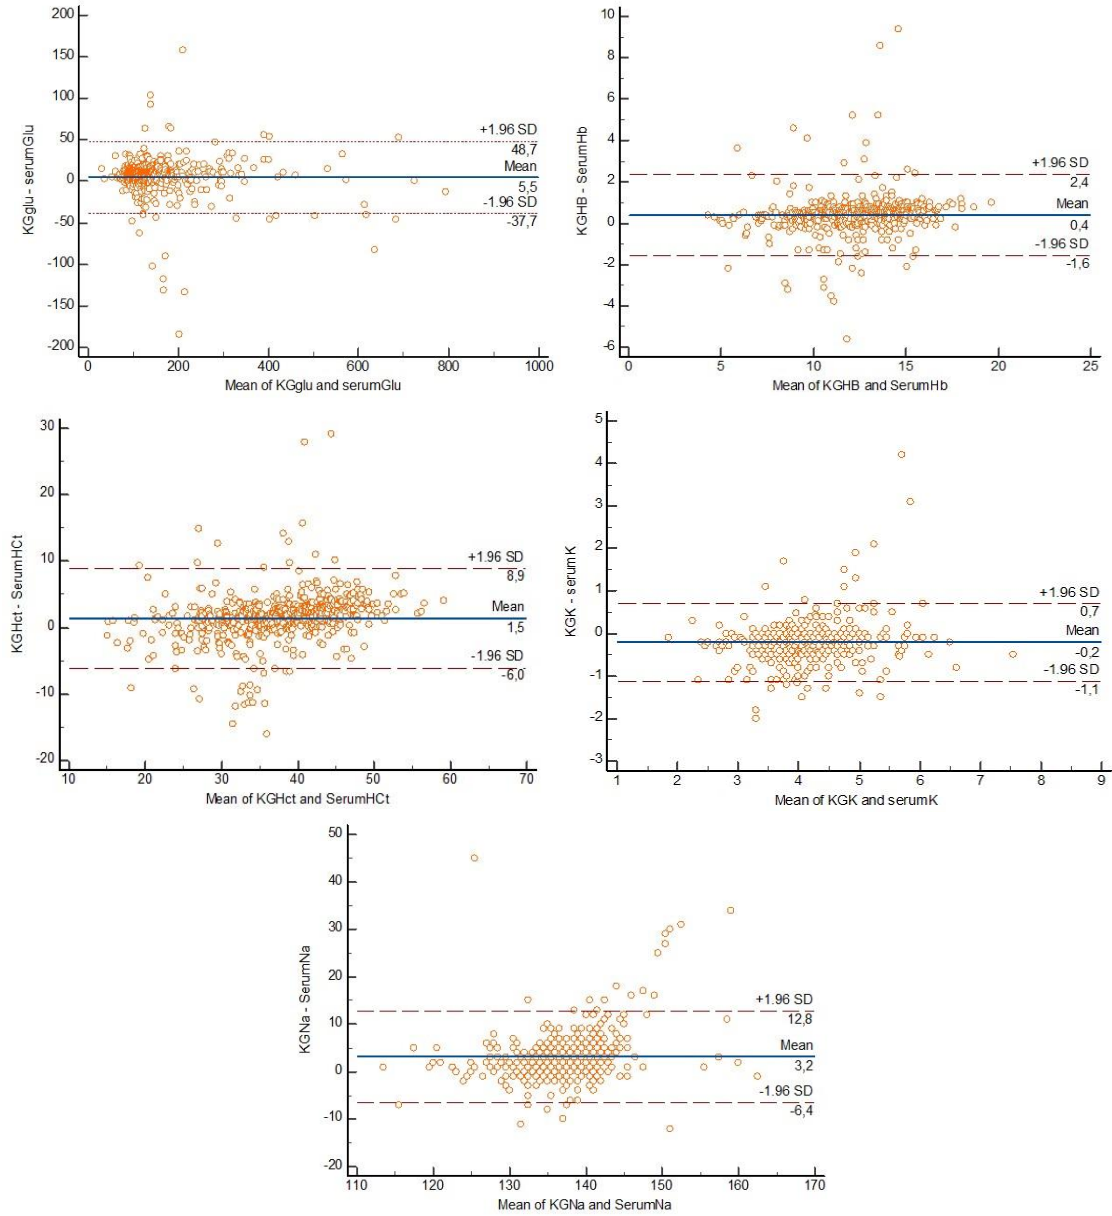 200
150
100
50
0
-50
-100
-150
-200
KGglu - serumGlu
+1.96 SD
48,7
Mean
5,5
-1.96 SD
-37,7
0 200 400 600 800 1000
Mean of KGglu and serumGlu
10
8
6
4
2
0
-2
-4
-6
KGHB - SerumHb
+1.96 SD
2,4
Mean
0,4
-1.96 SD
-1,6
0 5 10 15 20 25
Mean of KGHB and SerumHb
30
20
10
0
-10
-20
KGHct - SerumHCt
+1.96 SD
8,9
Mean
1,5
-1.96 SD
-6,0
10 20 30 40 50 60 70
Mean of KGHct and SerumHCt
5
4
3
2
1
0
-1
-2
-3
KGK - serumK
+1.96 SD
0,7
Mean
-0,2
-1.96 SD
-1,1
1 2 3 4 5 6 7 8 9
Mean of KGK and serumK
50
40
30
20
10
0
-10
-20
KGNa - SerumNa
+1.96 SD
12,8
Mean
3,2
-1.96 SD
-6,4
110 120 130 140 150 160 170
Mean of KGNa and SerumNa